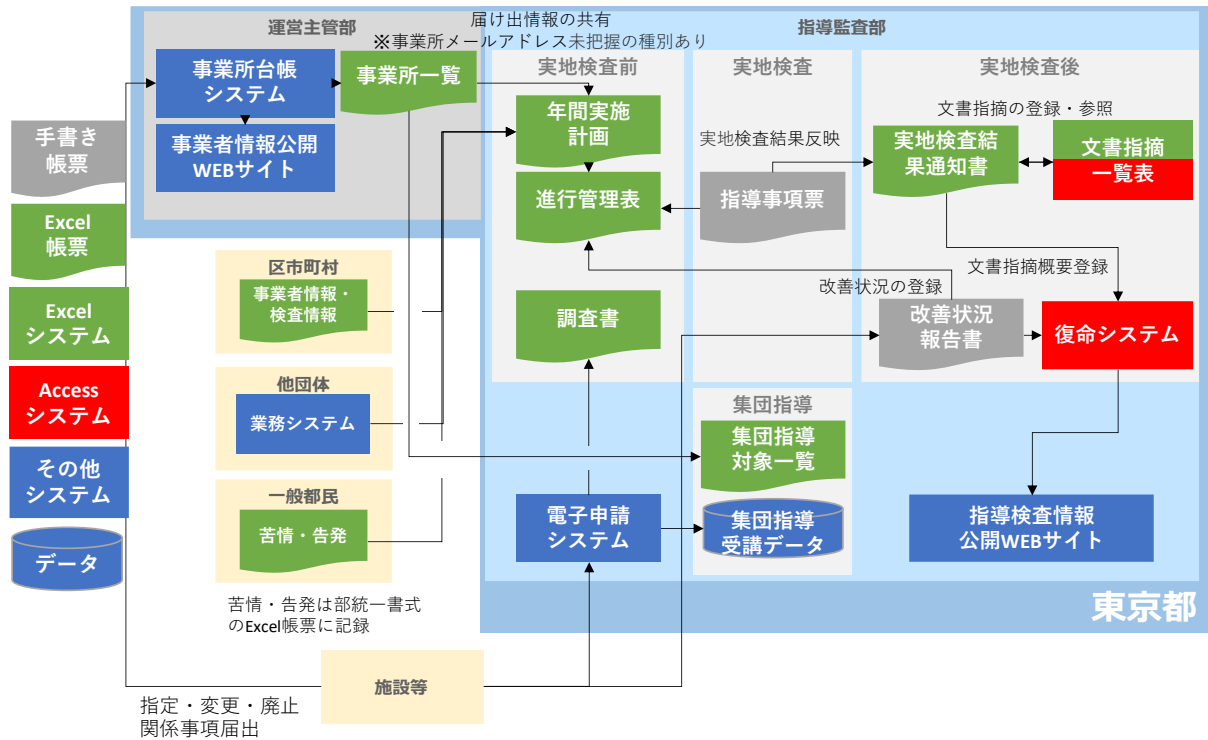 手書き
帳票
Excel
帳票
Excel
システム
Access
システム
その他
システム
データ
運営主管部
事業所台帳
システム
事業者情報公開
WEBサイト
事業所一覧
届け出情報の共有
※事業所メールアドレス未把握の種別あり
指導監査部
実地検査前
年間実施
計画
進行管理表
調査書
実地検査
実地検査結果反映
指導事項票
実地検査後
文書指摘の登録・参照
実地検査結
果通知書
文書指摘
一覧表
文書指摘概要登録
改善状況の登録
改善状況
報告書
復命システム
区市町村
事業者情報・
検査情報
他団体
業務システム
一般都民
苦情・告発
苦情・告発は部統一書式
のExcel帳票に記録
集団指導
集団指導
対象一覧
電子申請
システム
集団指導
受講データ
指導検査情報
公開WEBサイト
東京都
施設等
指定・変更・廃止
関係事項届出